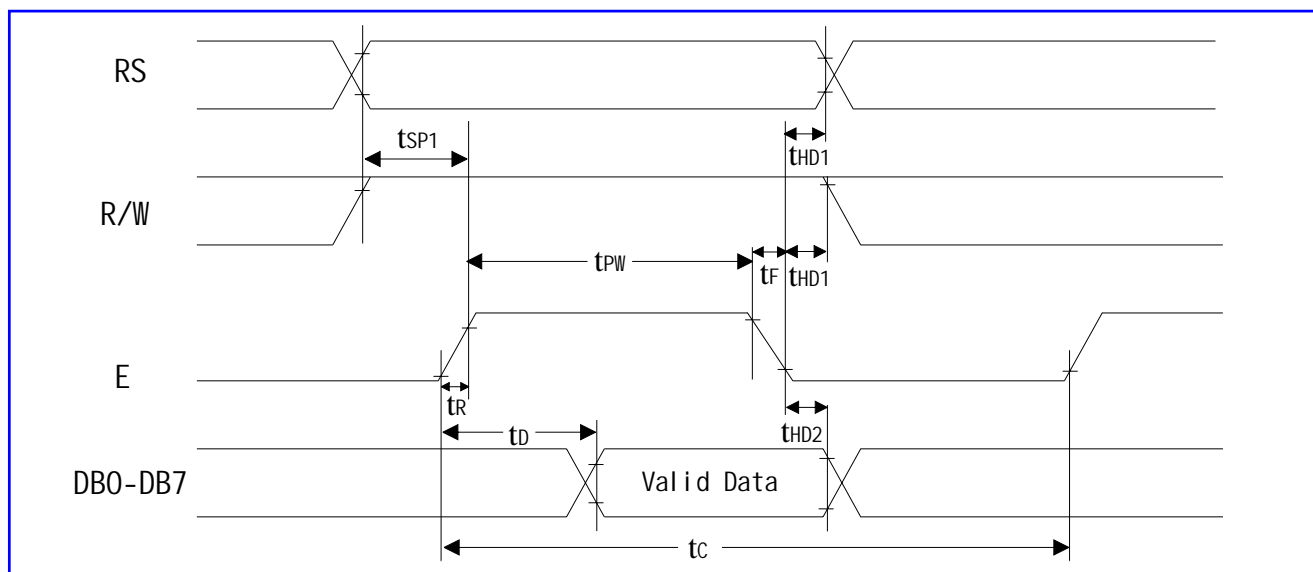 RS
tSP1
tHD1
R/W
tPW
tF
tHD1
E
tR
tHD2
tD
DB0-DB7
Valid Data
tC